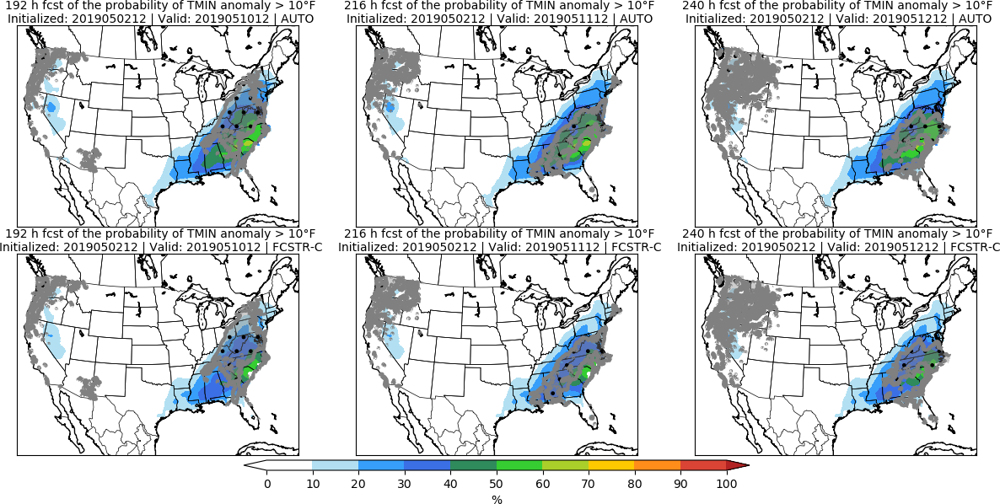 192 h fcst of the probability of TMIN anomaly > 10°F
Initialized: 2019050212 | Valid: 2019051012 | AUTO
216 h fcst of the probability of TMIN anomaly > 10°F
Initialized: 2019050212 | Valid: 2019051112 | AUTO
240 h fcst of the probability of TMIN anomaly > 10°F
Initialized: 2019050212 | Valid: 2019051212 | AUTO
192 h fcst of the probability of TMIN anomaly > 10°F
Initialized: 2019050212 | Valid: 2019051012 | FCSTR-C
216 h fcst of the probability of TMIN anomaly > 10°F
Initialized: 2019050212 | Valid: 2019051112 | FCSTR-C
240 h fcst of the probability of TMIN anomaly > 10°F
Initialized: 2019050212 | Valid: 2019051212 | FCSTR-C
0 10 20 30 40 50 60 70 80 90 100
%